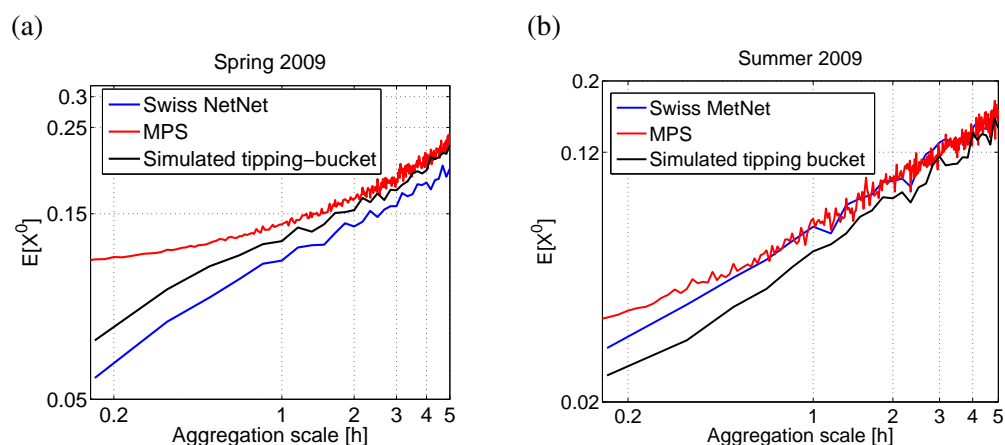 (a)
Spring 2009
0.3
0.25
0.15
0.05
E[X^0]
Swiss NetNet
MPS
Simulated tipping-bucket
0.2
1
2
3
4
5
Aggregation scale [h]
(b)
Summer 2009
0.2
0.12
0.02
E[X^0]
Swiss MetNet
MPS
Simulated tipping bucket
0.2
1
2
3
4
5
Aggregation scale [h]